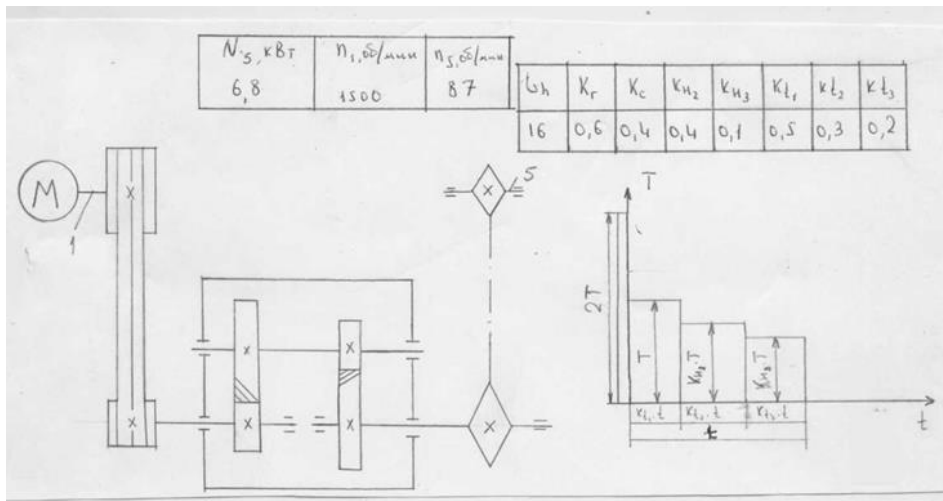 N5, кВт n1, об/мин n5, об/мин
6,8 1500 87
Lh Kг Kс Kн2 Kн3 Kt1 Kt2 Kt3
16 0,6 0,4 0,4 0,1 0,5 0,3 0,2
M
1
5
T
2T
T
Kн2·T
Kн3·T
Kt1·t Kt2·t Kt3·t
t
t